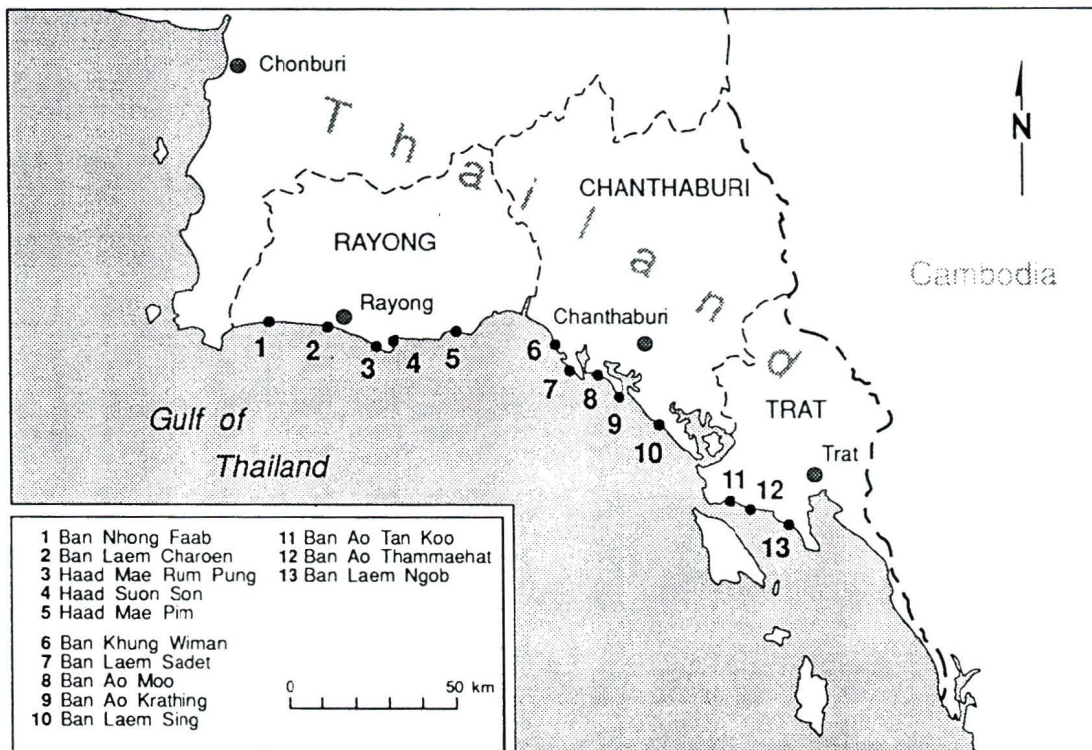 Chonburi
Thailand
N
CHANTHABURI
RAYONG
Cambodia
Rayong
Chanthaburi
1
2
3
4
5
6
7
8
9
10
TRAT
Gulf of
Thailand
Trat
11
12
13
1 Ban Nhong Faab
2 Ban Laem Charoen
3 Haad Mae Rum Pung
4 Haad Suon Son
5 Haad Mae Pim
6 Ban Khung Wiman
7 Ban Laem Sadet
8 Ban Ao Moo
9 Ban Ao Krathing
10 Ban Laem Sing
11 Ban Ao Tan Koo
12 Ban Ao Thammaehat
13 Ban Laem Ngob
0 50 km